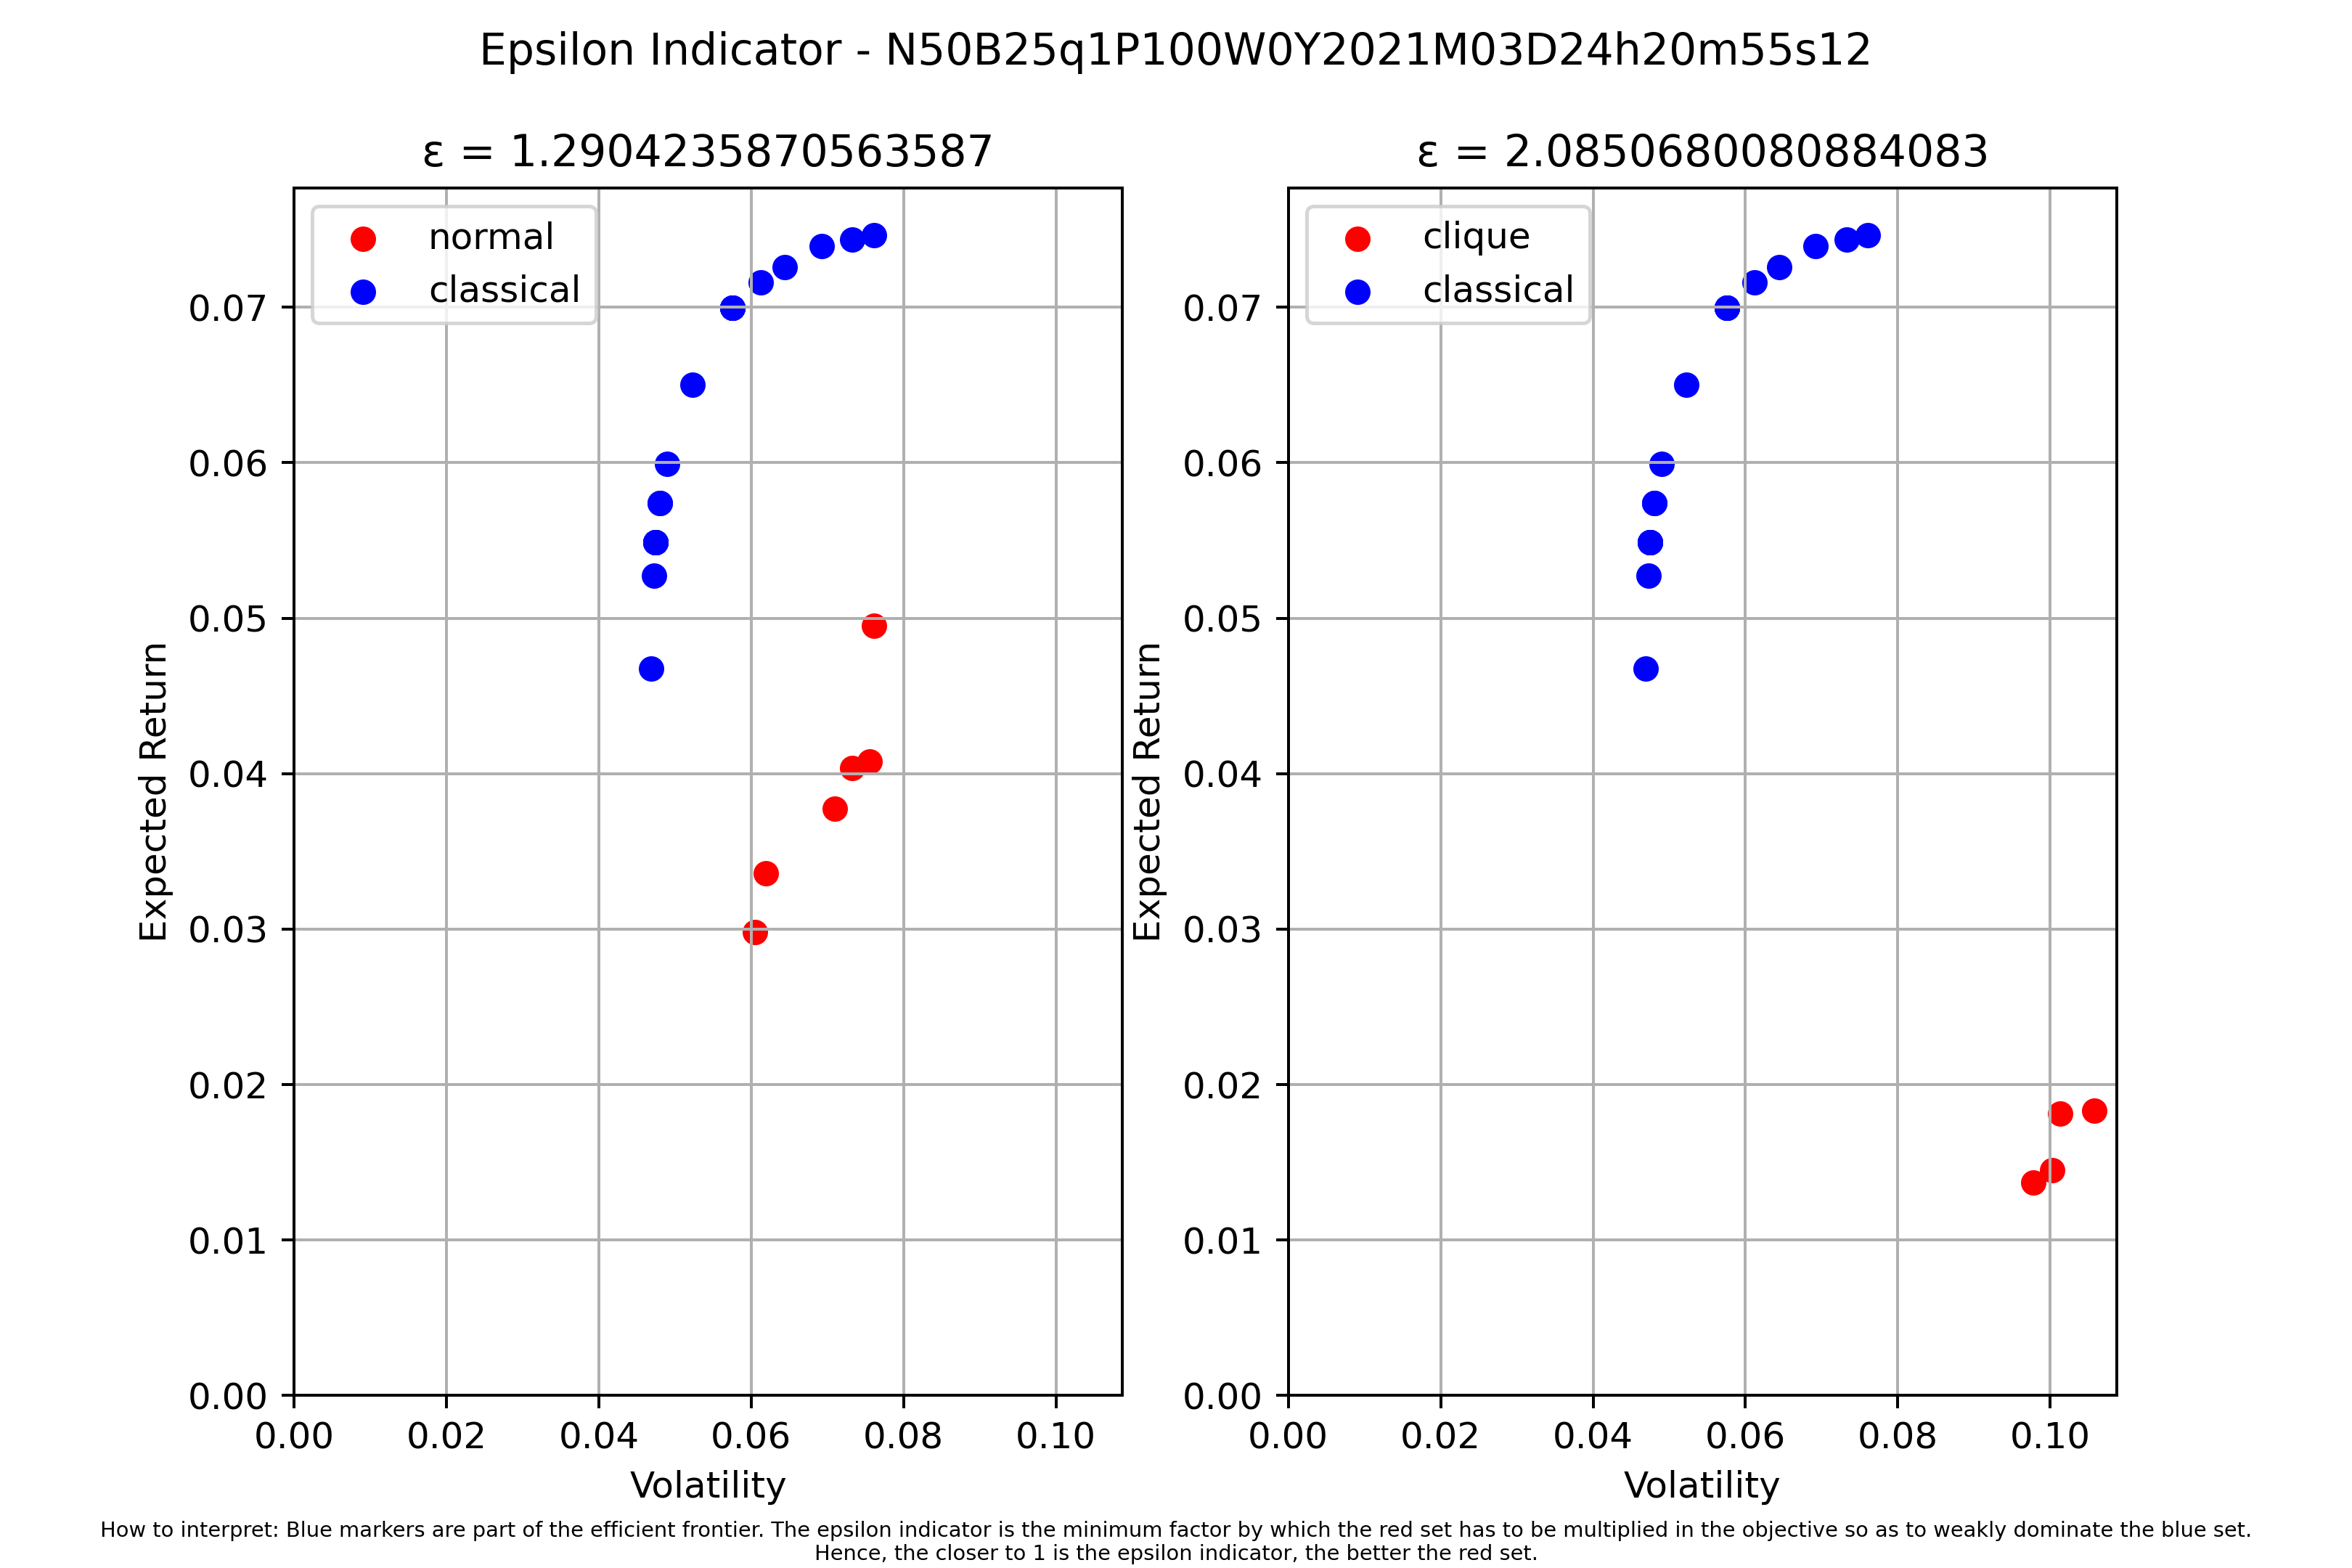 Epsilon Indicator - N50B25q1P100W0Y2021M03D24h20m55s12
ε = 1.2904235870563587
normal
classical
0.07
0.06
0.05
0.04
0.03
0.02
0.01
0.00
Expected Return
0.00 0.02 0.04 0.06 0.08 0.10
Volatility
ε = 2.0850680080884083
clique
classical
0.07
0.06
0.05
0.04
0.03
0.02
0.01
0.00
Expected Return
0.00 0.02 0.04 0.06 0.08 0.10
Volatility
How to interpret: Blue markers are part of the efficient frontier. The epsilon indicator is the minimum factor by which the red set has to be multiplied in the objective so as to weakly dominate the blue set.
Hence, the closer to 1 is the epsilon indicator, the better the red set.